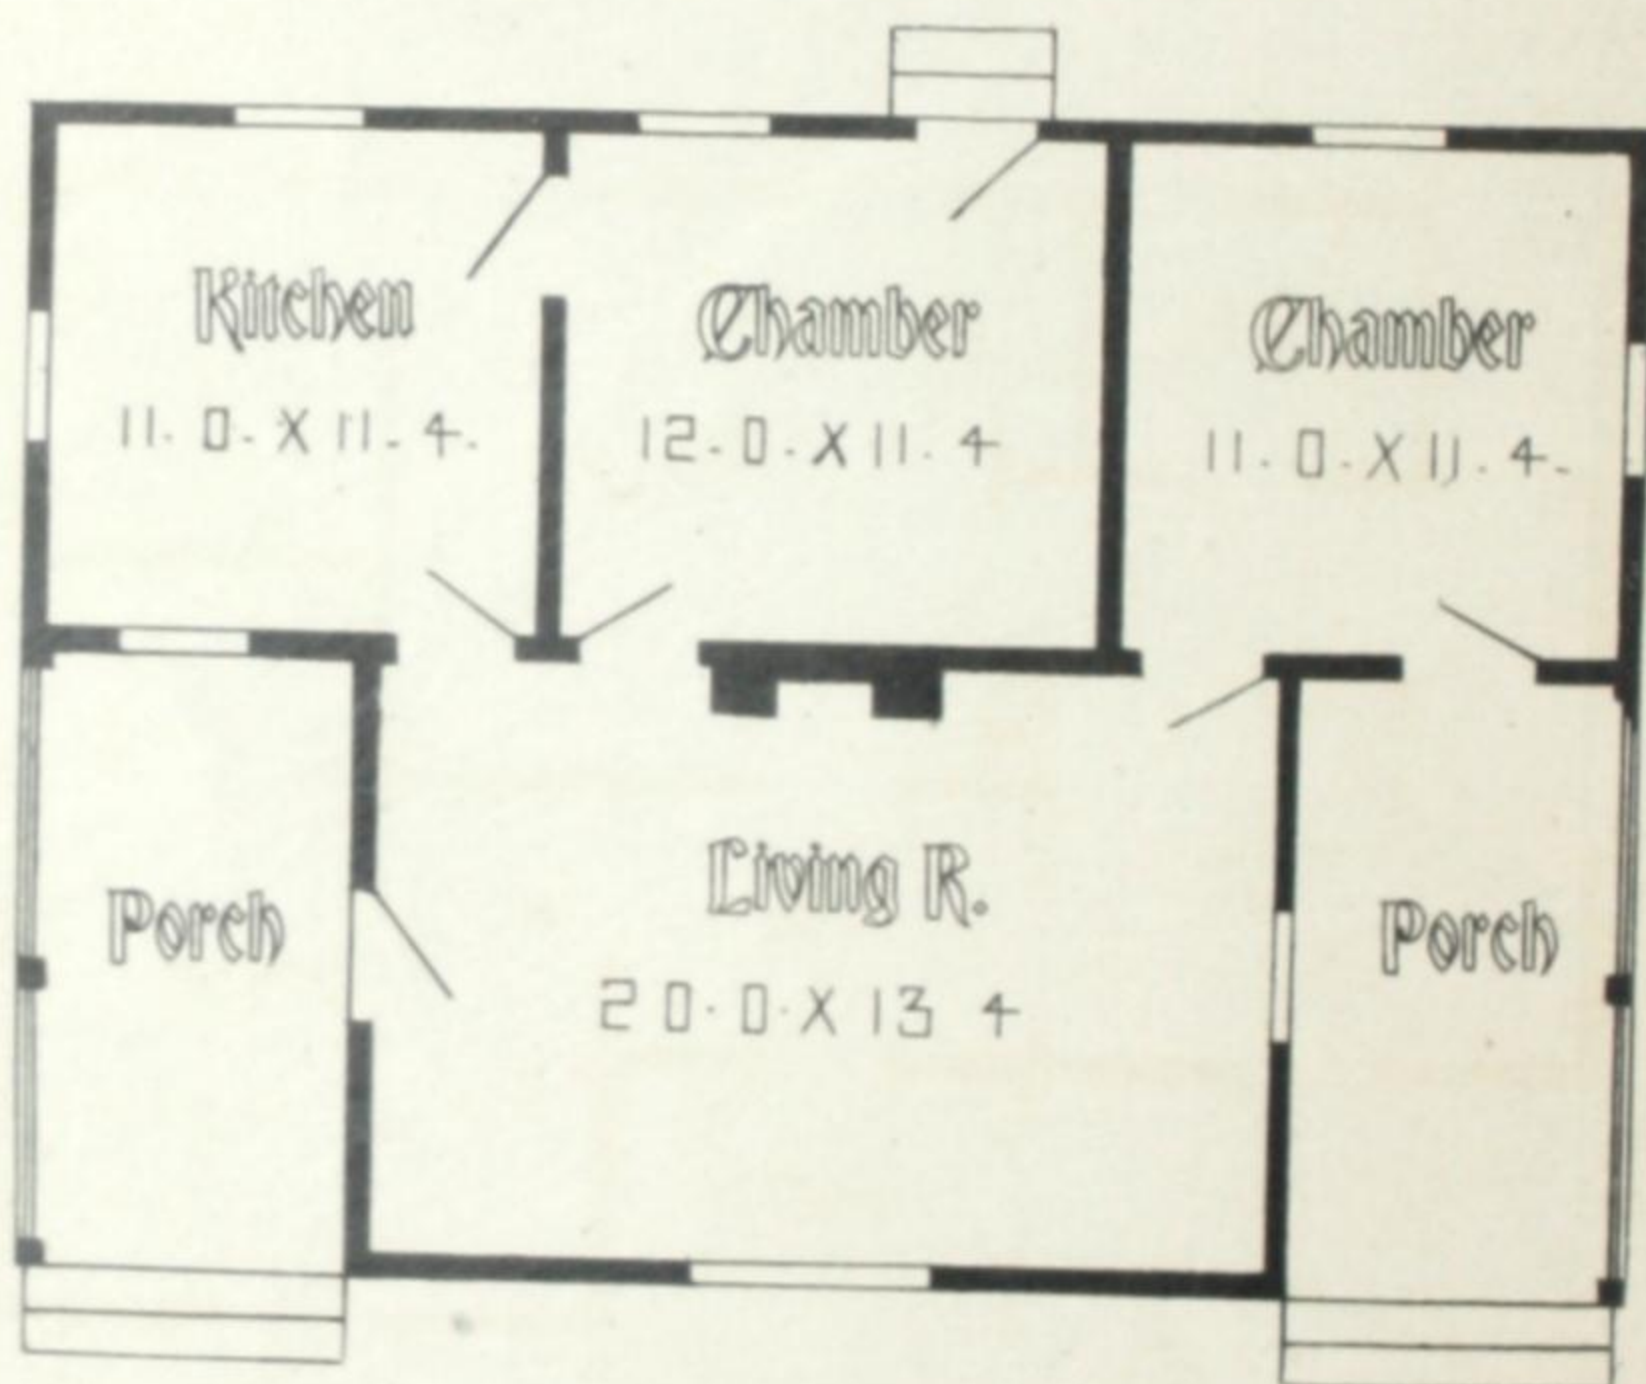 Kitchen
11. 0. X 11. 4.
Chamber
12. 0. X 11. 4
Chamber
11. 0. X 11. 4.
Porch
Living R.
20. 0. X 13 4
Porch